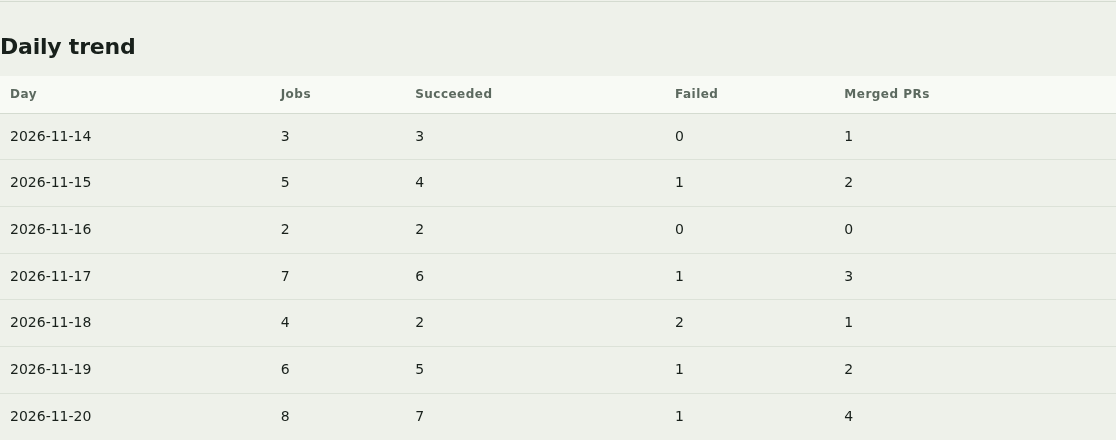 Daily trend
Day Jobs Succeeded Failed Merged PRs
2026-11-14 3 3 0 1
2026-11-15 5 4 1 2
2026-11-16 2 2 0 0
2026-11-17 7 6 1 3
2026-11-18 4 2 2 1
2026-11-19 6 5 1 2
2026-11-20 8 7 1 4